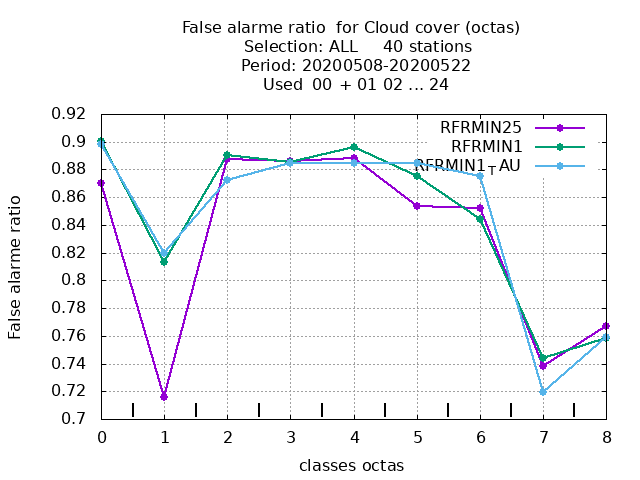 False alarme ratio for Cloud cover (octas)
Selection: ALL 40 stations
Period: 20200508-20200522
Used 00 + 01 02 ... 24
RFRMIN25
RFRMIN1
RFRMIN1TAU
0.92
0.9
0.88
0.86
0.84
0.82
0.8
0.78
0.76
0.74
0.72
0.7
False alarme ratio
0 1 2 3 4 5 6 7 8
classes octas